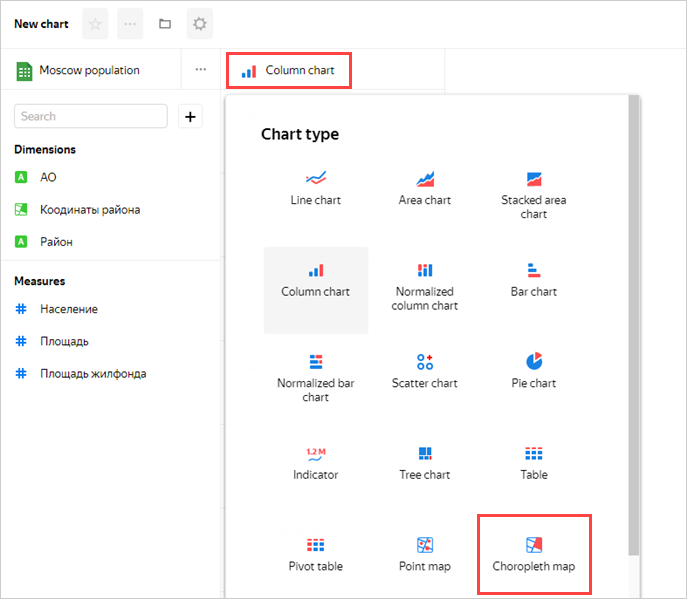 New chart
Moscow population
Column chart
Search
Dimensions
АО
Коодинаты района
Район
Measures
Население
Площадь
Площадь жилфонда
Chart type
Line chart
Area chart
Stacked area
chart
Column chart
Normalized
column chart
Bar chart
Normalized bar
chart
Scatter chart
Pie chart
1.2 M
Indicator
Tree chart
Table
Pivot table
Point map
Choropleth map